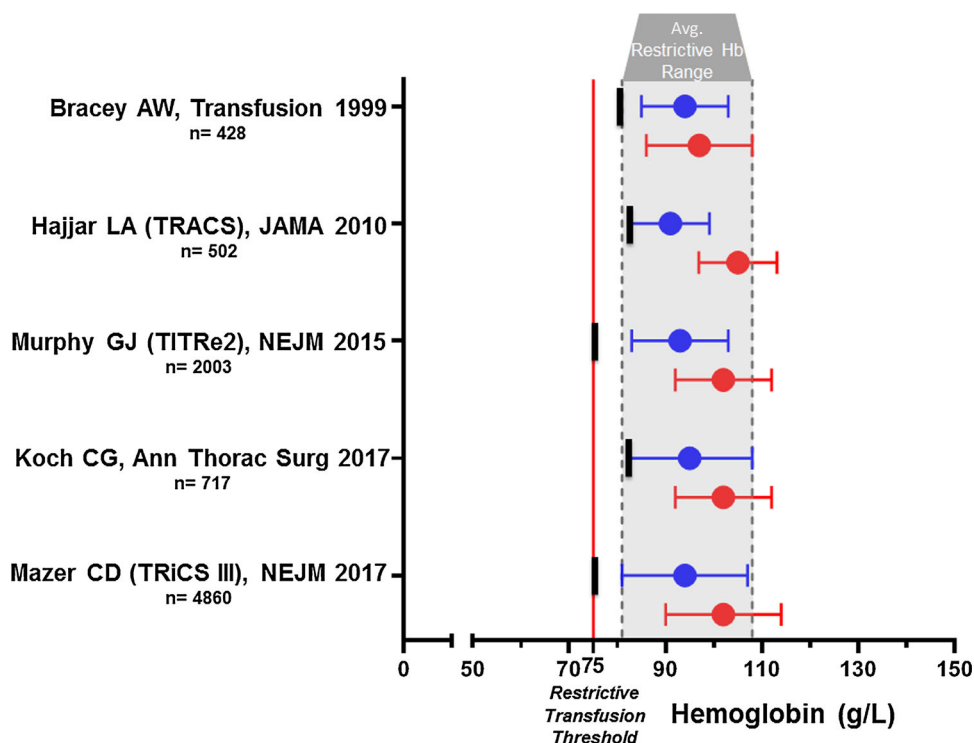 Avg.
Restrictive Hb
Range
Bracey AW, Transfusion 1999
n= 428
Hajjar LA (TRACS), JAMA 2010
n= 502
Murphy GJ (TITRe2), NEJM 2015
n= 2003
Koch CG, Ann Thorac Surg 2017
n= 717
Mazer CD (TRiCS III), NEJM 2017
n= 4860
0 50 70 75 90 110 130 150
Restrictive
Transfusion
Threshold
Hemoglobin (g/L)